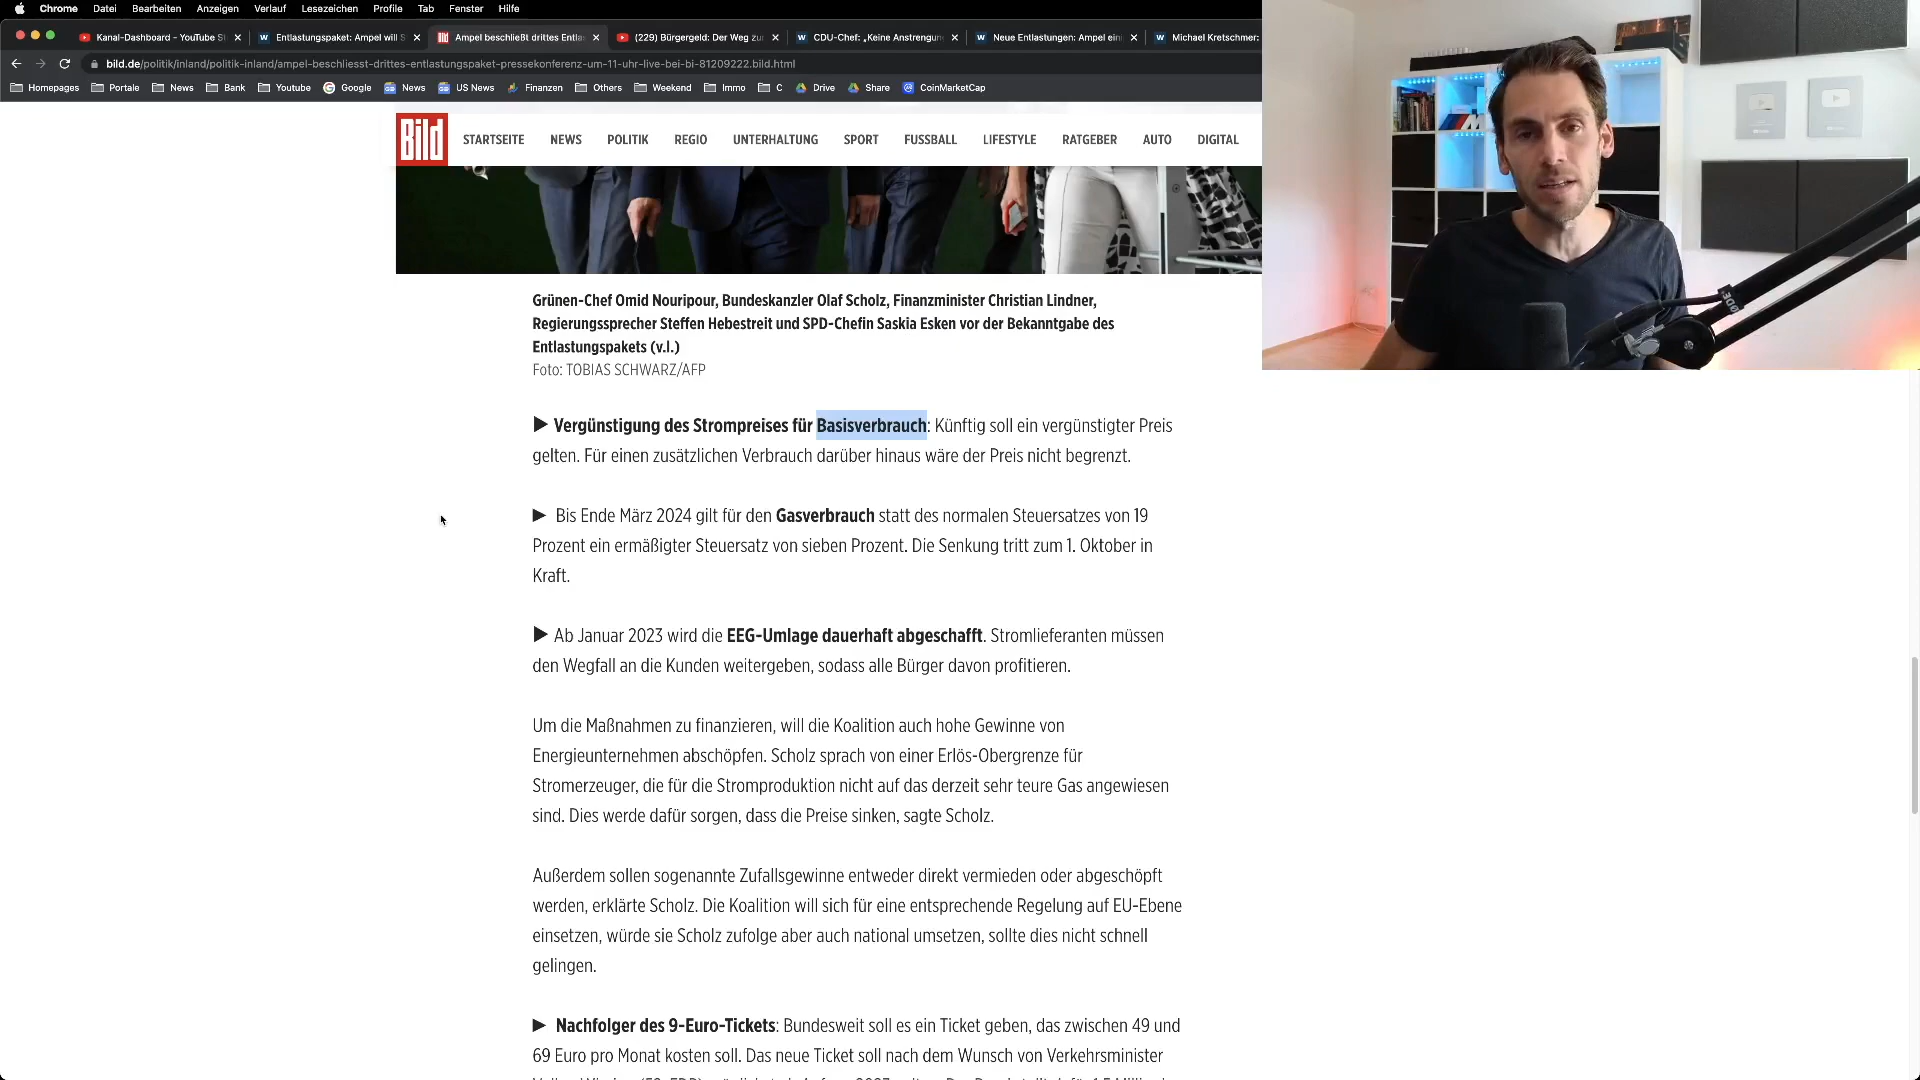 Chrome Datei Bearbeiten Anzeigen Verlauf Lesezeichen Profile Tab Fenster Hilfe
Kanal-Dashboard - YouTube S
Entlastungspaket: Ampel will S
Ampel beschließt drittes Entla
(229) Bürgergeld: Der Weg zu
CDU-Chef: „Keine Anstrengun
Neue Entlastungen: Ampel ein
Michael Kretschmer:
bild.de/politik/inland/politik-inland/ampel-beschliesst-drittes-entlastungspaket-pressekonferenz-um-11-uhr-live-bei-bi-81209222.bild.html
Homepages Portale News Bank Youtube Google News US News Finanzen Others Weekend Immo C Drive Share CoinMarketCap
Bild STARTSEITE NEWS POLITIK REGIO UNTERHALTUNG SPORT FUSSBALL LIFESTYLE RATGEBER AUTO DIGITAL
Grünen-Chef Omid Nouripour, Bundeskanzler Olaf Scholz, Finanzminister Christian Lindner,
Regierungssprecher Steffen Hebestreit und SPD-Chefin Saskia Esken vor der Bekanntgabe des
Entlastungspakets (v.l.)
Foto: TOBIAS SCHWARZ/AFP
▶ Vergünstigung des Strompreises für Basisverbrauch: Künftig soll ein vergünstigter Preis
gelten. Für einen zusätzlichen Verbrauch darüber hinaus wäre der Preis nicht begrenzt.
▶ Bis Ende März 2024 gilt für den Gasverbrauch statt des normalen Steuersatzes von 19
Prozent ein ermäßigter Steuersatz von sieben Prozent. Die Senkung tritt zum 1. Oktober in
Kraft.
▶ Ab Januar 2023 wird die EEG-Umlage dauerhaft abgeschafft. Stromlieferanten müssen
den Wegfall an die Kunden weitergeben, sodass alle Bürger davon profitieren.
Um die Maßnahmen zu finanzieren, will die Koalition auch hohe Gewinne von
Energieunternehmen abschöpfen. Scholz sprach von einer Erlös-Obergrenze für
Stromerzeuger, die für die Stromproduktion nicht auf das derzeit sehr teure Gas angewiesen
sind. Dies werde dafür sorgen, dass die Preise sinken, sagte Scholz.
Außerdem sollen sogenannte Zufallsgewinne entweder direkt vermieden oder abgeschöpft
werden, erklärte Scholz. Die Koalition will sich für eine entsprechende Regelung auf EU-Ebene
einsetzen, würde sie Scholz zufolge aber auch national umsetzen, sollte dies nicht schnell
gelingen.
▶ Nachfolger des 9-Euro-Tickets: Bundesweit soll es ein Ticket geben, das zwischen 49 und
69 Euro pro Monat kosten soll. Das neue Ticket soll nach dem Wunsch von Verkehrsminister